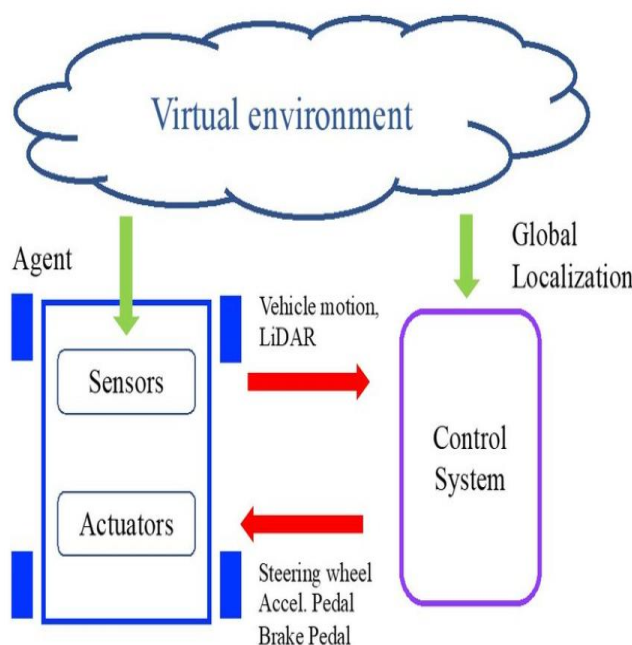 Virtual environment
Agent
Global
Localization
Vehicle motion,
LiDAR
Sensors
Control
System
Actuators
Steering wheel
Accel. Pedal
Brake Pedal